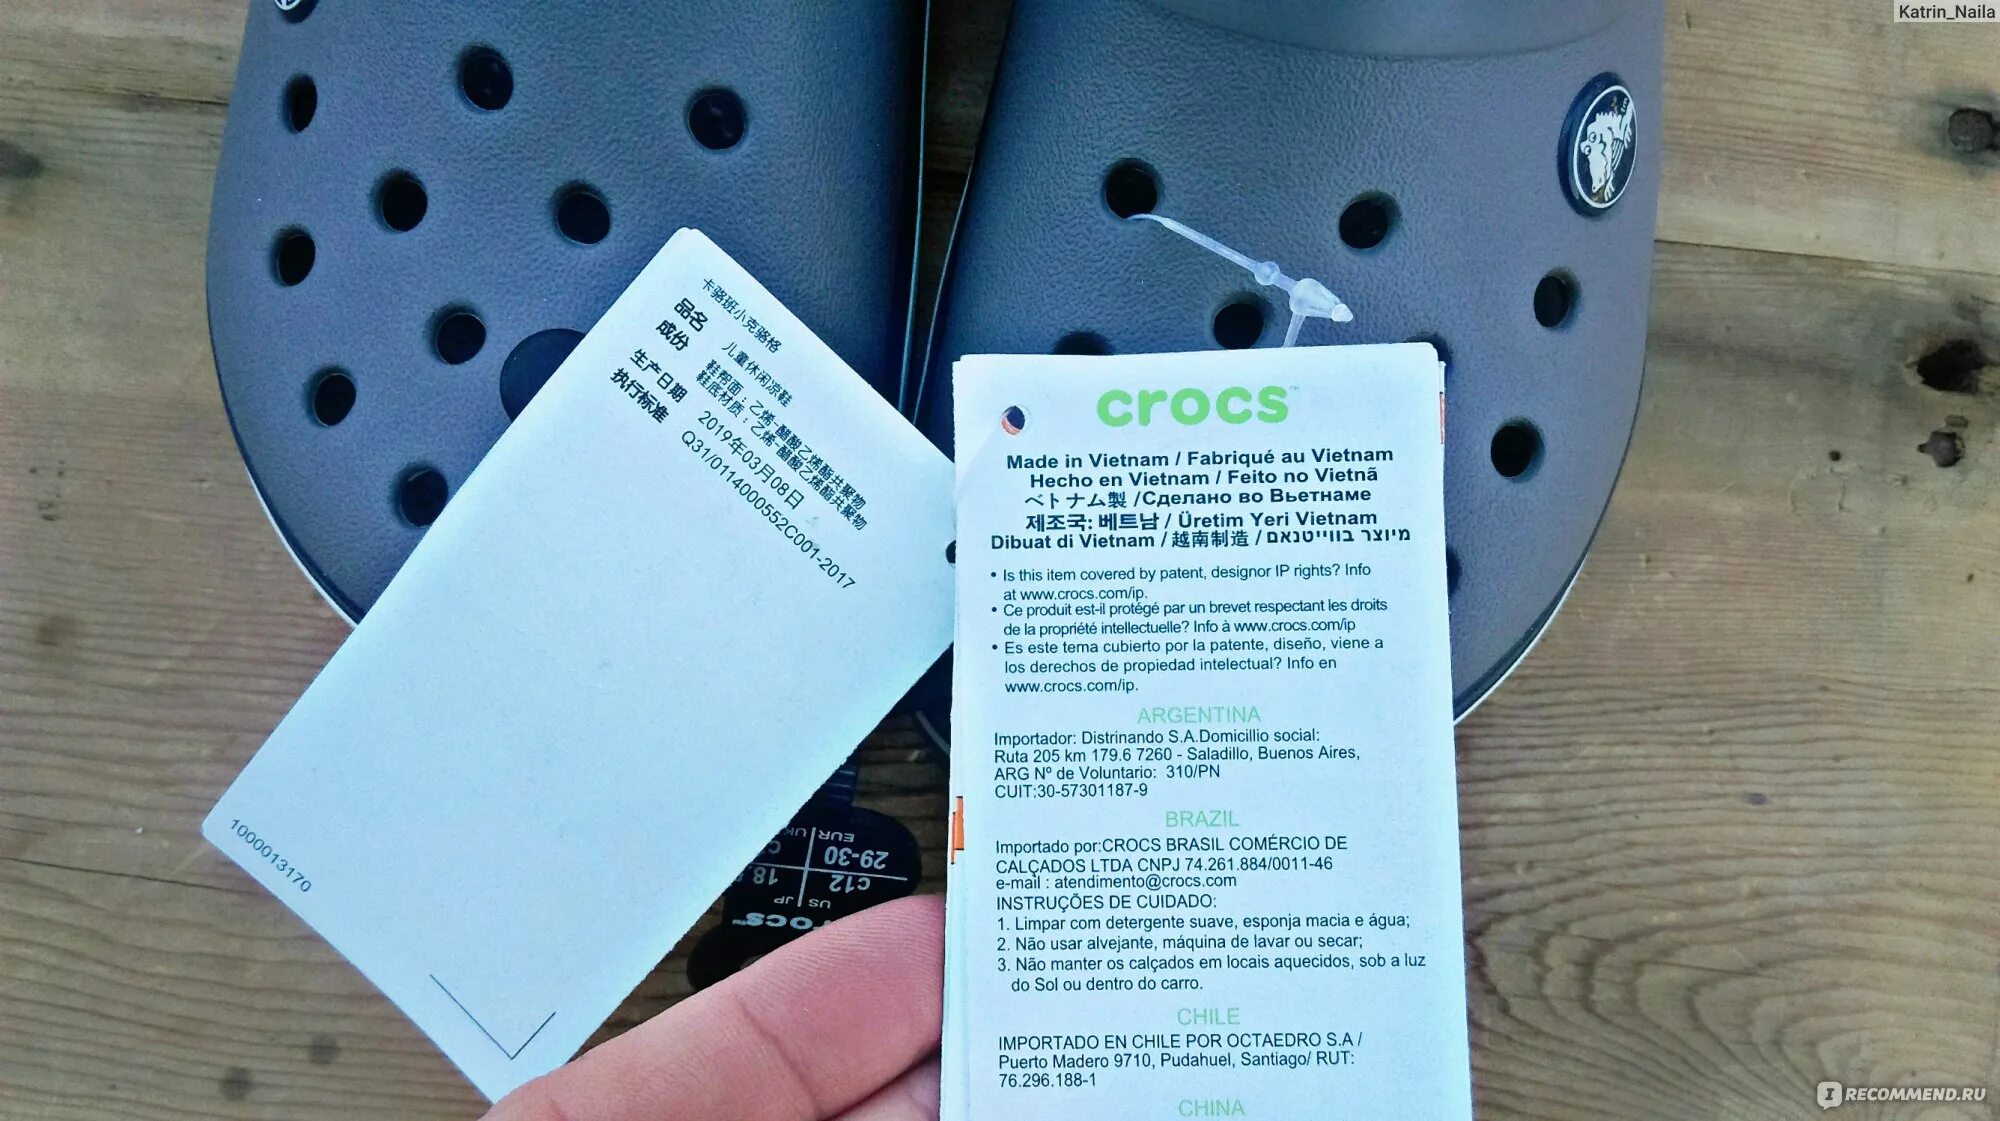 Katrin_Naila
卡骆班小克骆格
品名 儿童休闲凉鞋
成份 鞋帮面：乙烯-醋酸乙烯酯共聚物
鞋底材质：乙烯-醋酸乙烯酯共聚物
生产日期 2019年03月08日
执行标准 Q31/0114000552C001-2017
1000013170
crocs™
Made in Vietnam / Fabriqué au Vietnam
Hecho en Vietnam / Feito no Vietnã
ベトナム製 /Сделано во Вьетнаме
제조국: 베트남 / Üretim Yeri Vietnam
Dibuat di Vietnam / 越南制造 / מיוצר בווייטנאם
• Is this item covered by patent, designor IP rights? Info
at www.crocs.com/ip.
• Ce produit est-il protégé par un brevet respectant les droits
de la propriété intellectuelle? Info à www.crocs.com/ip
• Es este tema cubierto por la patente, diseño, viene a
los derechos de propiedad intelectual? Info en
www.crocs.com/ip.
ARGENTINA
Importador: Distrinando S.A.Domicillio social:
Ruta 205 km 179.6 7260 - Saladillo, Buenos Aires,
ARG Nº de Voluntario: 310/PN
CUIT:30-57301187-9
BRAZIL
Importado por:CROCS BRASIL COMÉRCIO DE
CALÇADOS LTDA CNPJ 74.261.884/0011-46
e-mail : atendimento@crocs.com
INSTRUÇÕES DE CUIDADO:
1. Limpar com detergente suave, esponja macia e água;
2. Não usar alvejante, máquina de lavar ou secar;
3. Não manter os calçados em locais aquecidos, sob a luz
do Sol ou dentro do carro.
CHILE
IMPORTADO EN CHILE POR OCTAEDRO S.A /
Puerto Madero 9710, Pudahuel, Santiago/ RUT:
76.296.188-1
CHINA
crocs™
US JP
C12
29-30
EUR
I RECOMMEND.RU